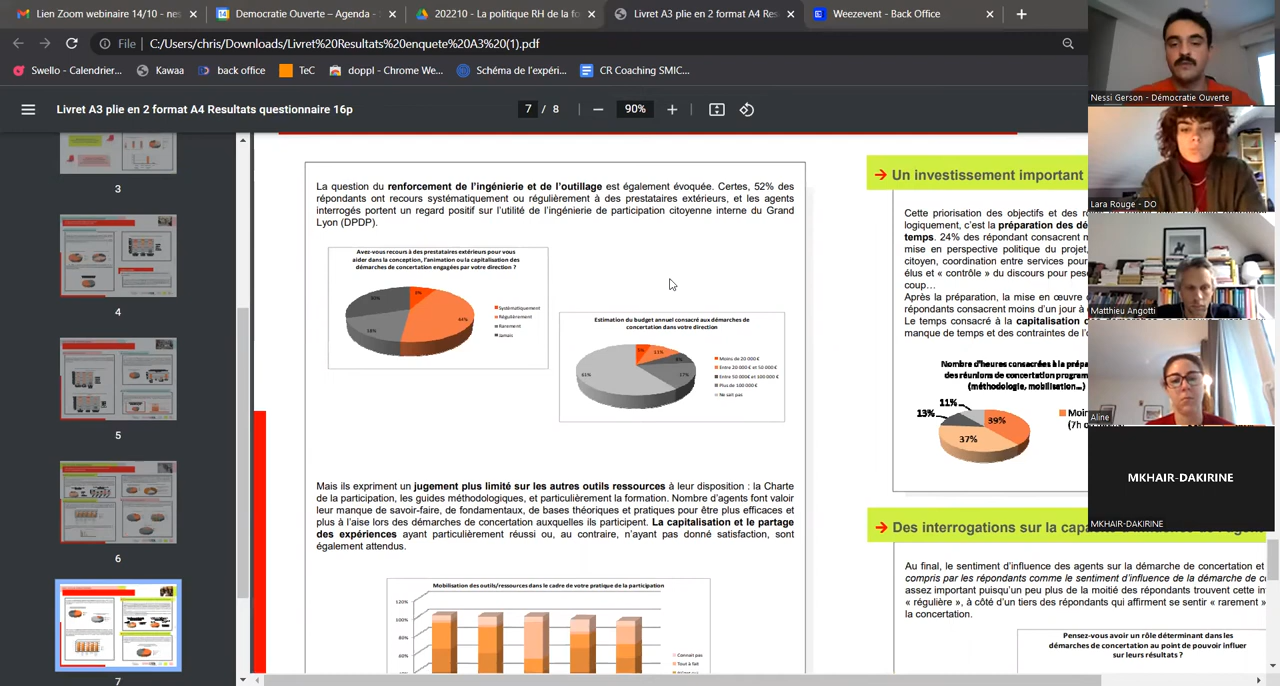 Lien Zoom webinaire 14/10 - nes
Democratie Ouverte – Agenda -
202210 - La politique RH de la fo
Livret A3 plie en 2 format A4 Res
Weezevent - Back Office
File
C:/Users/chris/Downloads/Livret%20Resultats%20enquete%20A3%20(1).pdf
Swello - Calendrier...
Kawaa
back office
TeC
doppl - Chrome We...
Schéma de l'expéri...
CR Coaching SMIC...
Livret A3 plie en 2 format A4 Resultats questionnaire 16p
7 / 8
90%
3
4
5
6
7
La question du renforcement de l'ingénierie et de l'outillage est également évoquée. Certes, 52% des
répondants ont recours systématiquement ou régulièrement à des prestataires extérieurs, et les agents
interrogés portent un regard positif sur l'utilité de l'ingénierie de participation citoyenne interne du Grand
Lyon (DPDP).
Avez-vous recours à des prestataires extérieurs pour vous
aider dans la conception, l'animation ou la capitalisation des
démarches de concertation engagées par votre direction ?
Systématiquement
Régulièrement
Rarement
Jamais
Estimation du budget annuel consacré aux démarches de
concertation dans votre direction
11%
17%
61%
Moins de 20 000 €
Entre 20 000 € et 50 000 €
Entre 50 000€ et 100 000 €
Plus de 100 000 €
Ne sait pas
Mais ils expriment un jugement plus limité sur les autres outils ressources à leur disposition : la Charte
de la participation, les guides méthodologiques, et particulièrement la formation. Nombre d'agents font valoir
leur manque de savoir-faire, de fondamentaux, de bases théoriques et pratiques pour être plus efficaces et
plus à l'aise lors des démarches de concertation auxquelles ils participent. La capitalisation et le partage
des expériences ayant particulièrement réussi ou, au contraire, n'ayant pas donné satisfaction, sont
également attendus.
Mobilisation des outils/ressources dans le cadre de votre pratique de la participation
120%
100%
80%
60%
Connait pas
Tout à fait
Un investissement important
Cette priorisation des objectifs et des
logiquement, c'est la préparation des dé
temps. 24% des répondant consacrent
mise en perspective politique du projet,
citoyen, coordination entre services pour
élus et « contrôle » du discours pour pes
coup…
Après la préparation, la mise en œuvre
répondants consacrent moins d'un jour à
Le temps consacré à la capitalisation
manque de temps et des contraintes de l'
Nombre d'heures consacrées à la prépa
des réunions de concertation program
(méthodologie, mobilisation...)
11%
13%
39%
37%
Moin
(7h
Des interrogations sur la capac
Au final, le sentiment d'influence des agents sur la démarche de concertation et
compris par les répondants comme le sentiment d'influence de la démarche de
assez important puisqu'un peu plus de la moitié des répondants trouvent cette
« régulière », à côté d'un tiers des répondants qui affirment se sentir « rarement »
la concertation.
Pensez-vous avoir un rôle déterminant dans les
démarches de concertation au point de pouvoir influer
sur leurs résultats ?
Nessi Gerson - Démocratie Ouverte
Lara Rouge - DO
Matthieu Angotti
Aline
MKHAIR-DAKIRINE
MKHAIR-DAKIRINE